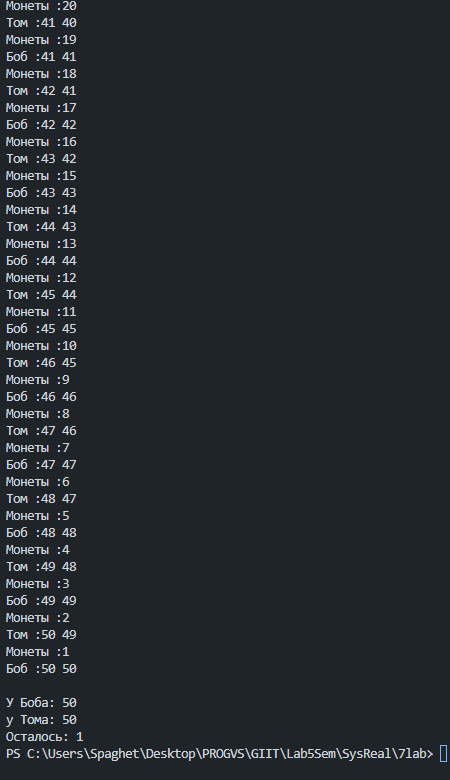 Монеты :20
Том :41 40
Монеты :19
Боб :41 41
Монеты :18
Том :42 41
Монеты :17
Боб :42 42
Монеты :16
Том :43 42
Монеты :15
Боб :43 43
Монеты :14
Том :44 43
Монеты :13
Боб :44 44
Монеты :12
Том :45 44
Монеты :11
Боб :45 45
Монеты :10
Том :46 45
Монеты :9
Боб :46 46
Монеты :8
Том :47 46
Монеты :7
Боб :47 47
Монеты :6
Том :48 47
Монеты :5
Боб :48 48
Монеты :4
Том :49 48
Монеты :3
Боб :49 49
Монеты :2
Том :50 49
Монеты :1
Боб :50 50
У Боба: 50
у Тома: 50
Осталось: 1
PS C:\Users\Spaghet\Desktop\PROGVS\GIIT\Lab5Sem\SysReal\7lab>